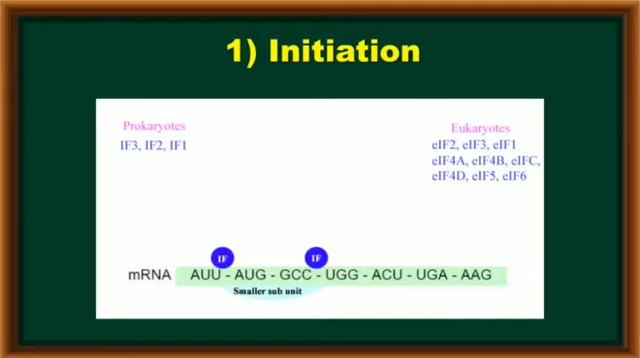 1) Initiation
Prokaryotes
IF3, IF2, IF1
Eukaryotes
eIF2, eIF3, eIF1
eIF4A, eIF4B, eIFC,
eIF4D, eIF5, eIF6
IF
IF
mRNA AUU - AUG - GCC - UGG - ACU - UGA - AAG
Smaller sub unit